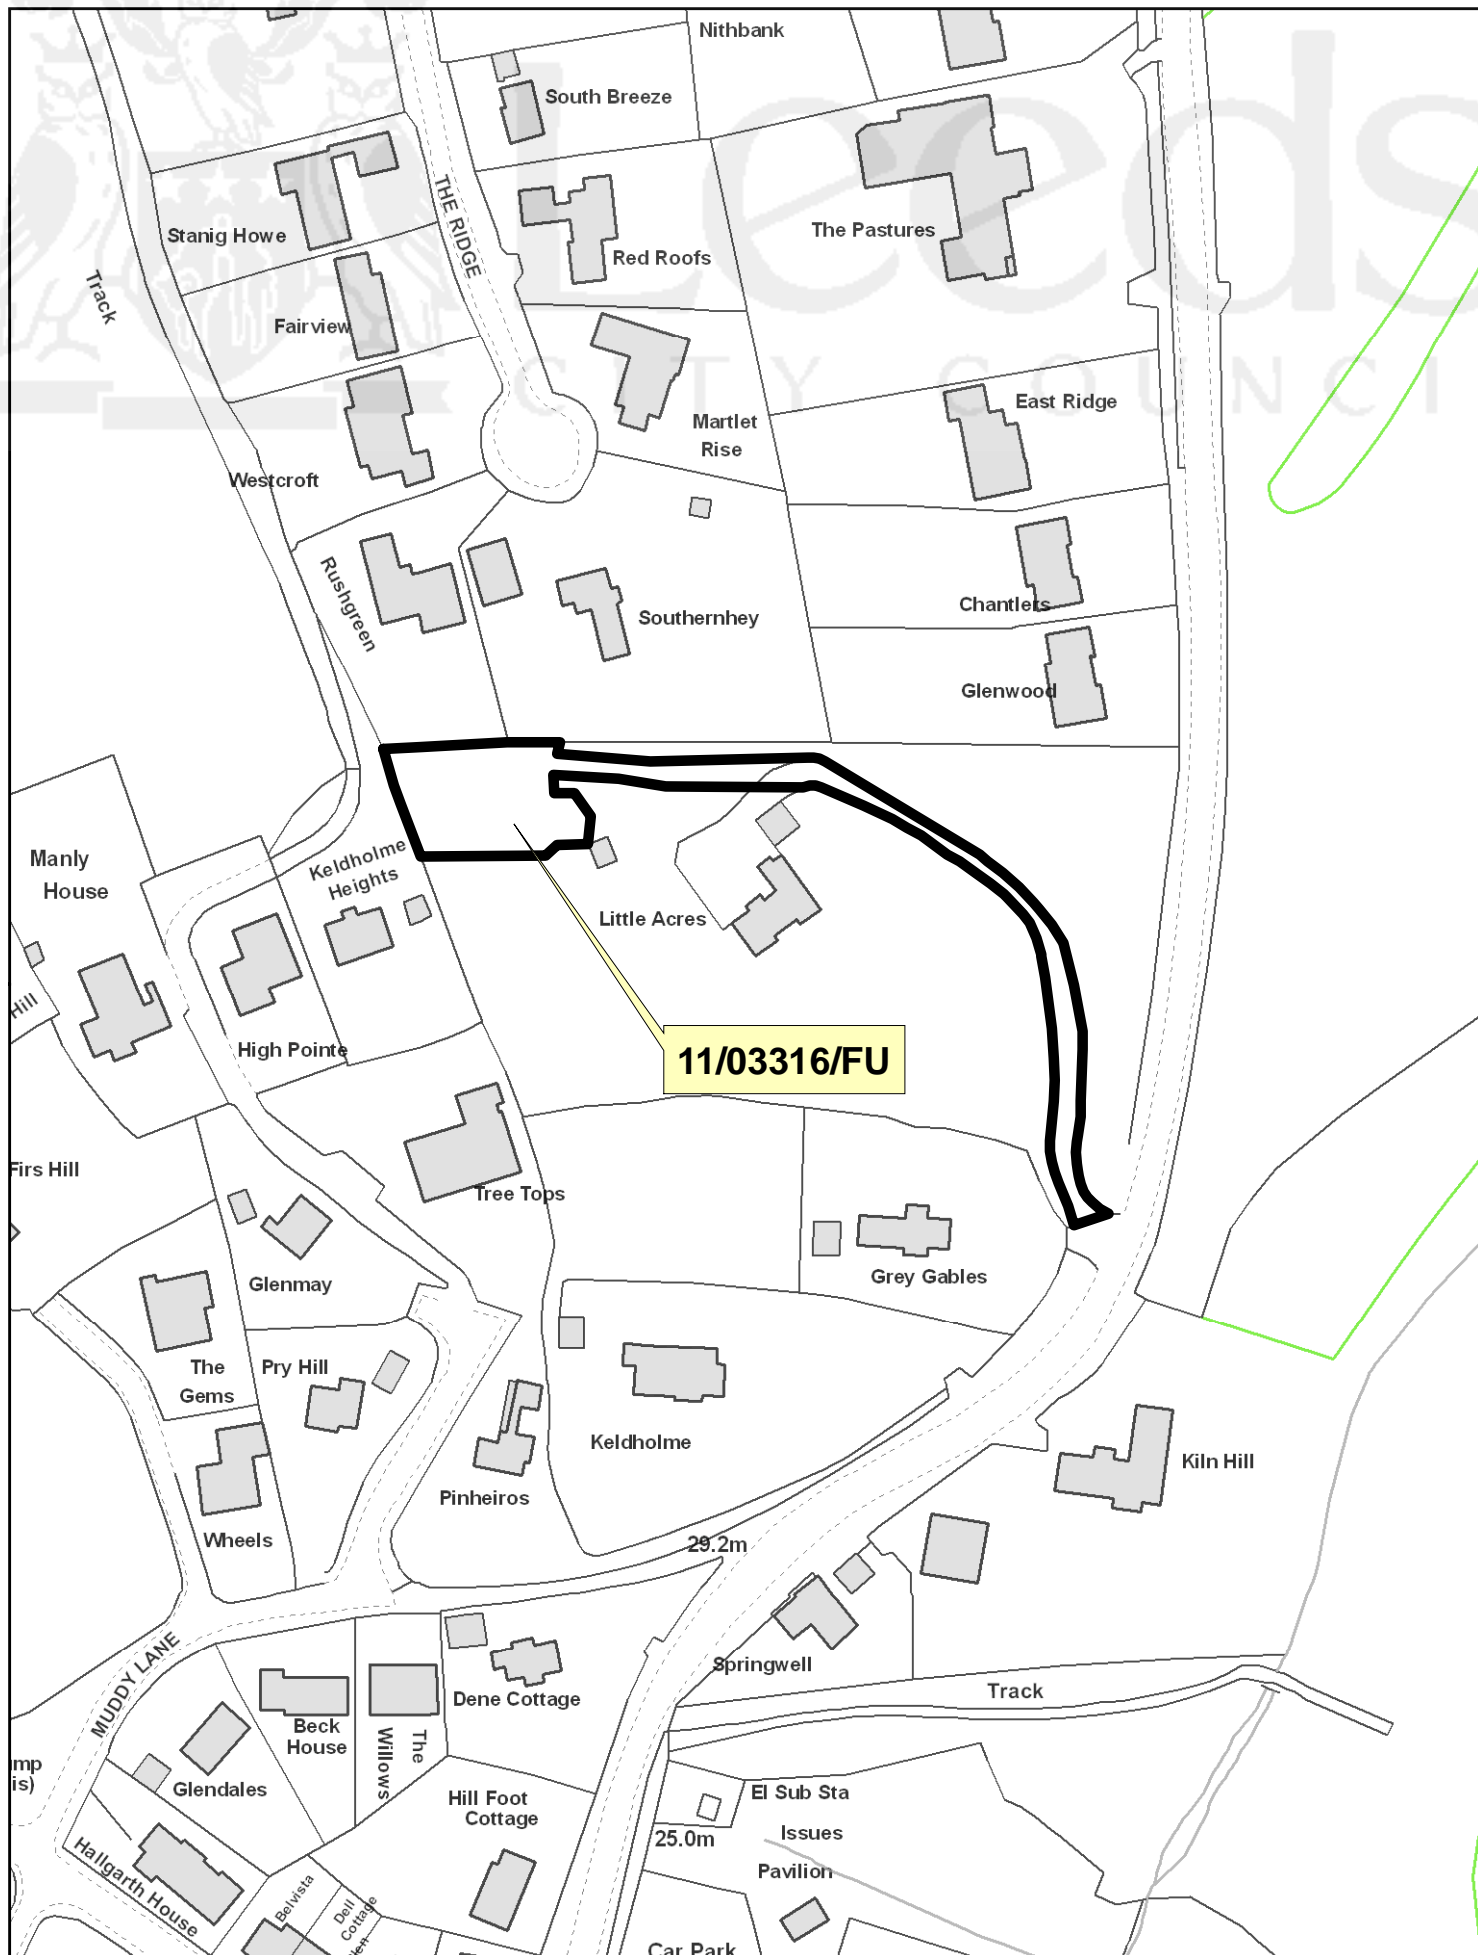 Nithbank
South Breeze
Leeds
CITY COUNCI
THE RIDGE
Stanig Howe
Red Roofs
The Pastures
Track
Fairview
Martlet
Rise
East Ridge
Westcroft
Rushgreen
Southernhey
Chantlers
Glenwood
Manly
House
Keldholme
Heights
Little Acres
Hill
High Pointe
11/03316/FU
Firs Hill
Tree Tops
Glenmay
Grey Gables
The
Gems
Pry Hill
Keldholme
Kiln Hill
Pinheiros
Wheels
29.2m
MUDDY LANE
Springwell
Dene Cottage
Track
Beck
House
The
Willows
Glendales
Hill Foot
Cottage
El Sub Sta
Issues
25.0m
Pavilion
Hallgarth House
Belvista
Dell
Cottage
Car Park